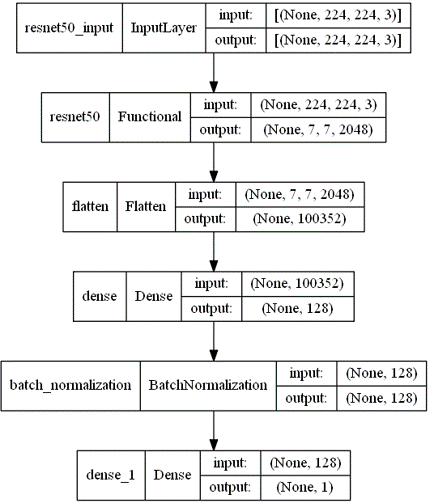 resnet50_input InputLayer input: [(None, 224, 224, 3)]
output: [(None, 224, 224, 3)]
resnet50 Functional input: (None, 224, 224, 3)
output: (None, 7, 7, 2048)
flatten Flatten input: (None, 7, 7, 2048)
output: (None, 100352)
dense Dense input: (None, 100352)
output: (None, 128)
batch_normalization BatchNormalization input: (None, 128)
output: (None, 128)
dense_1 Dense input: (None, 128)
output: (None, 1)